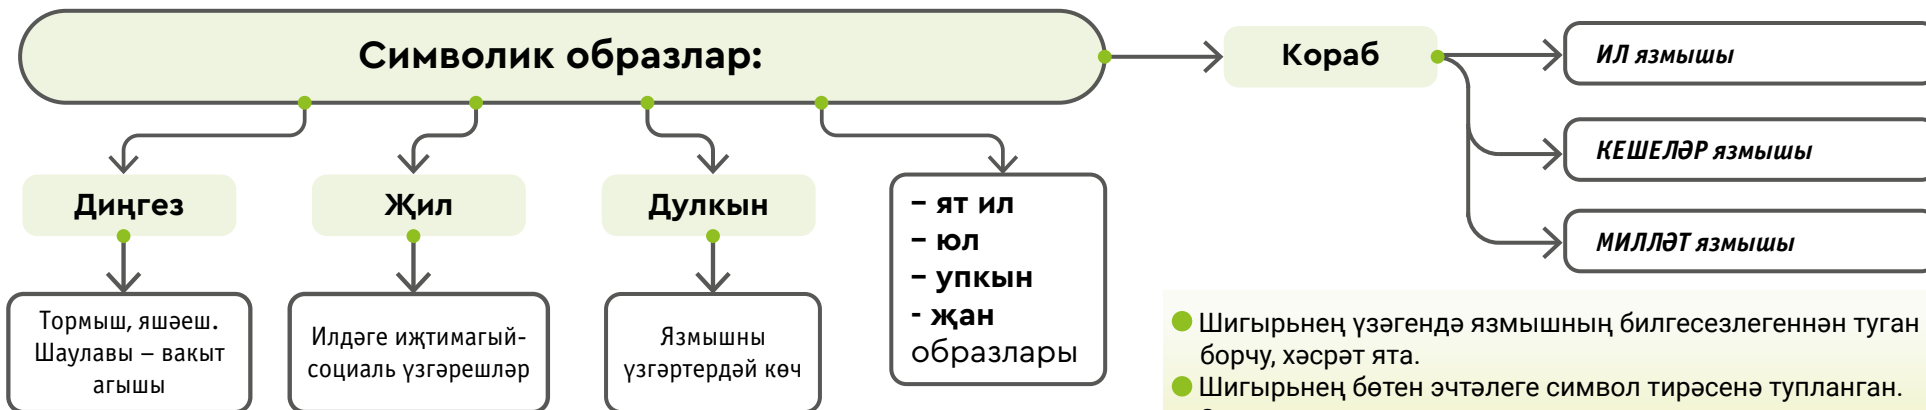 Символик образлар:
Кораб
ИЛ язмышы
КЕШЕЛӘР язмышы
МИЛЛӘТ язмышы
Диңгез
Җил
Дулкын
– ят ил
– юл
– упкын
- җан
образлары
Тормыш, яшәеш.
Шаулавы – вакыт
агышы
Илдәге иҗтимагый-
социаль үзгәрешләр
Язмышны
үзгәртердәй көч
Шигырьнең үзәгендә язмышның билгесезлегеннән туган
борчу, хәсрәт ята.
Шигырьнең бөтен эчтәлеге символ тирәсенә тупланган.